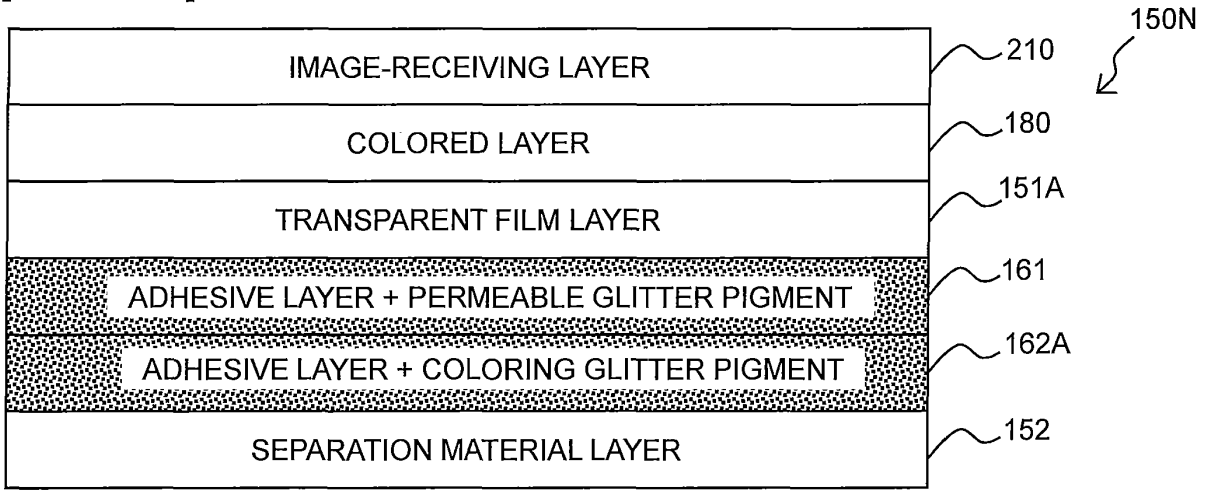 150N
IMAGE-RECEIVING LAYER 210
COLORED LAYER 180
TRANSPARENT FILM LAYER 151A
ADHESIVE LAYER + PERMEABLE GLITTER PIGMENT 161
ADHESIVE LAYER + COLORING GLITTER PIGMENT 162A
SEPARATION MATERIAL LAYER 152